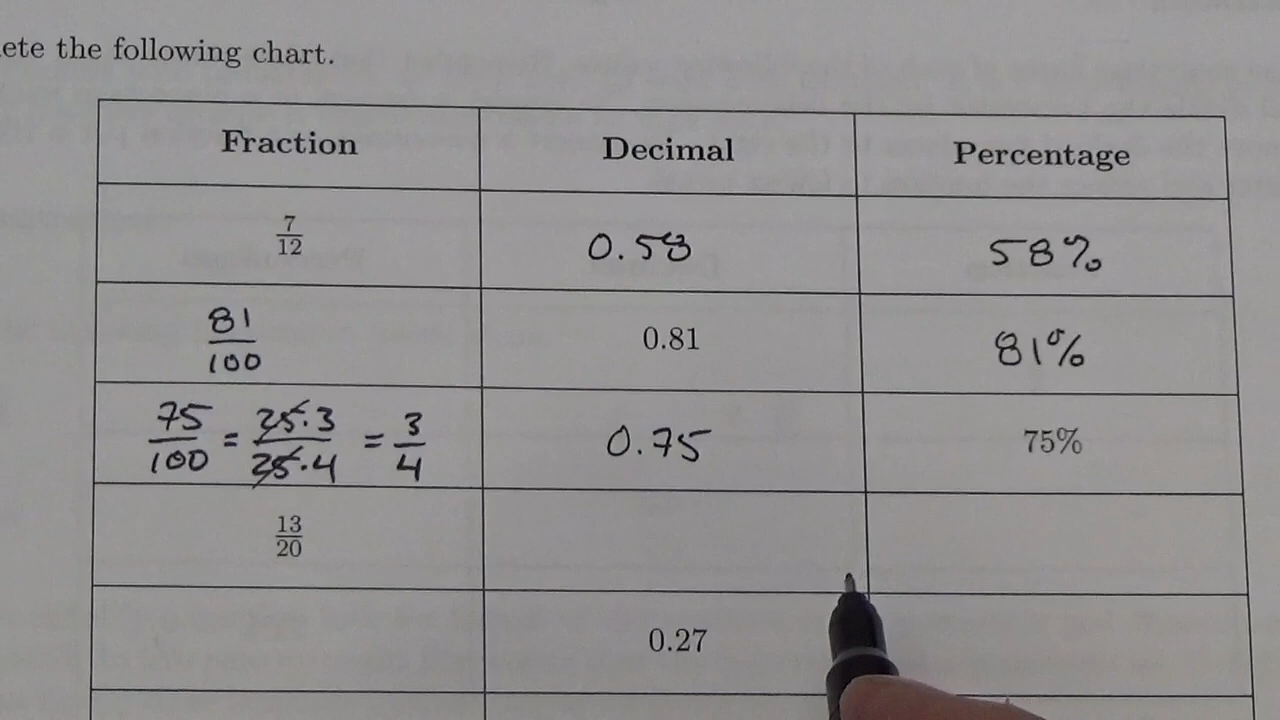 ete the following chart.
Fraction Decimal Percentage
7/12 0.58 58%
81/100 0.81 81%
75/100 = 25·3/25·4 = 3/4 0.75 75%
13/20
0.27